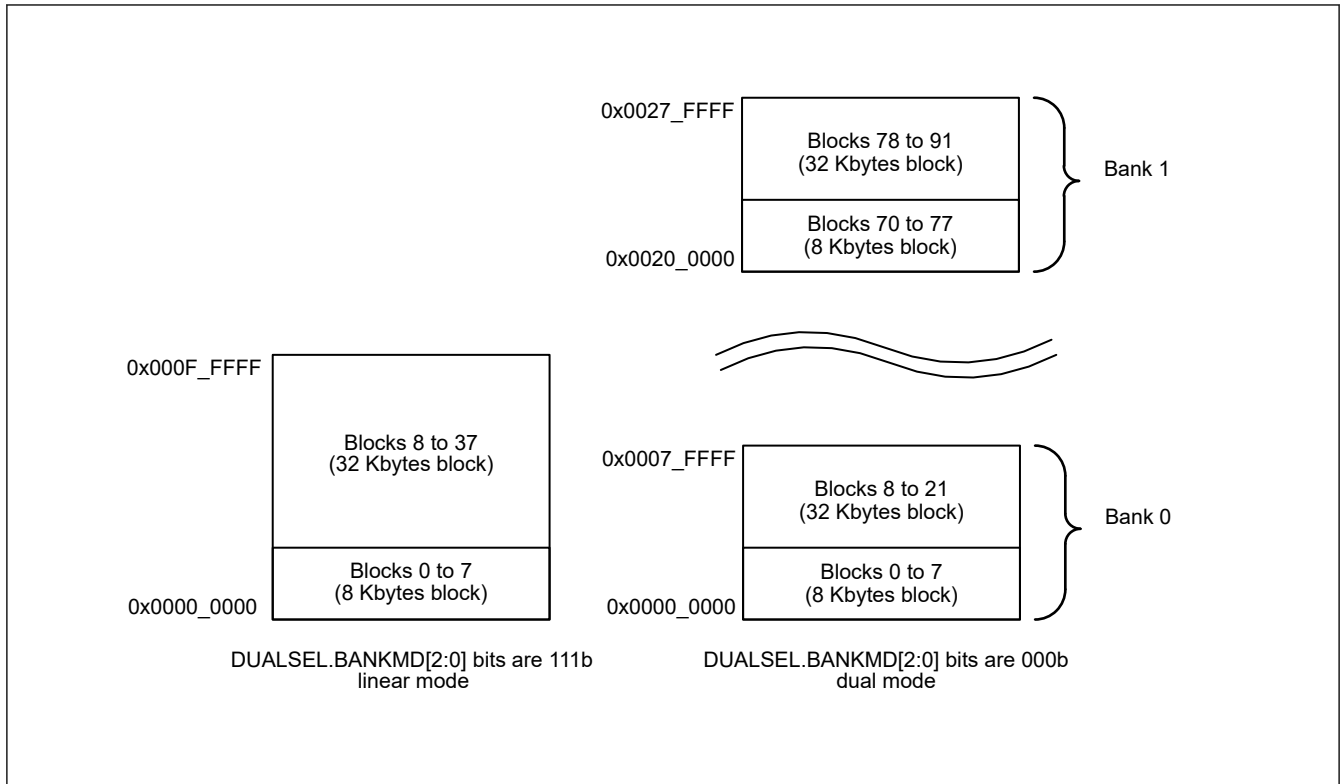 0x0027_FFFF
Blocks 78 to 91
(32 Kbytes block)
Bank 1
Blocks 70 to 77
(8 Kbytes block)
0x0020_0000
0x000F_FFFF
Blocks 8 to 37
(32 Kbytes block)
Blocks 0 to 7
(8 Kbytes block)
0x0000_0000
DUALSEL.BANKMD[2:0] bits are 111b
linear mode
0x0007_FFFF
Blocks 8 to 21
(32 Kbytes block)
Bank 0
Blocks 0 to 7
(8 Kbytes block)
0x0000_0000
DUALSEL.BANKMD[2:0] bits are 000b
dual mode